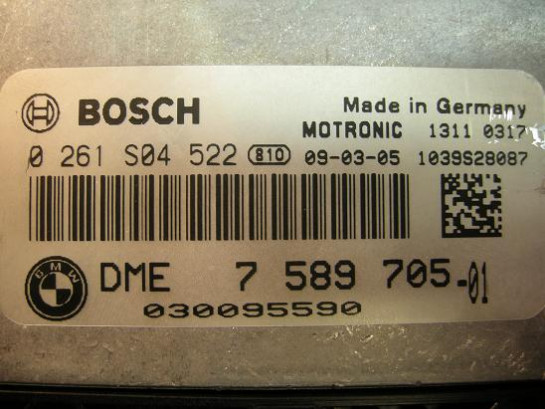 BOSCH
Made in Germany
MOTRONIC 1311 0317
0 261 S04 522 810 09-03-05 1039S28087
BMW
DME 7 589 705-01
030095590